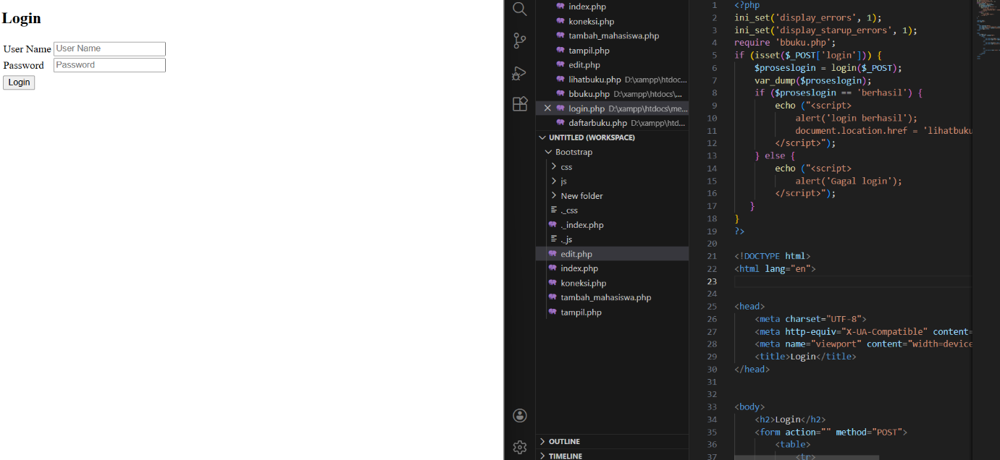 Login
User Name User Name
Password Password
Login
index.php
koneksi.php
tambah_mahasiswa.php
tampil.php
edit.php
lihatbuku.php D:\xampp\htdoc...
bbuku.php D:\xampp\htdocs\...
login.php D:\xampp\htdocs\me...
daftarbuku.php D:\xampp\htd...
UNTITLED (WORKSPACE)
Bootstrap
css
js
New folder
._css
._index.php
._js
edit.php
index.php
koneksi.php
tambah_mahasiswa.php
tampil.php
OUTLINE
TIMELINE
1 <?php
2 ini_set('display_errors', 1);
3 ini_set('display_starup_errors', 1);
4 require 'bbuku.php';
5 if (isset($_POST['login'])) {
6 $proseslogin = login($_POST);
7 var_dump($proseslogin);
8 if ($proseslogin == 'berhasil') {
9 echo ("<script>
10 alert('login berhasil');
11 document.location.href = 'lihatbuku
12 </script>");
13 } else {
14 echo ("<script>
15 alert('Gagal login');
16 </script>");
17 }
18 }
19 ?>
20
21 <!DOCTYPE html>
22 <html lang="en">
23
24
25 <head>
26 <meta charset="UTF-8">
27 <meta http-equiv="X-UA-Compatible" content=
28 <meta name="viewport" content="width=device
29 <title>Login</title>
30 </head>
31
32
33 <body>
34 <h2>Login</h2>
35 <form action="" method="POST">
36 <table>
37 <tr>